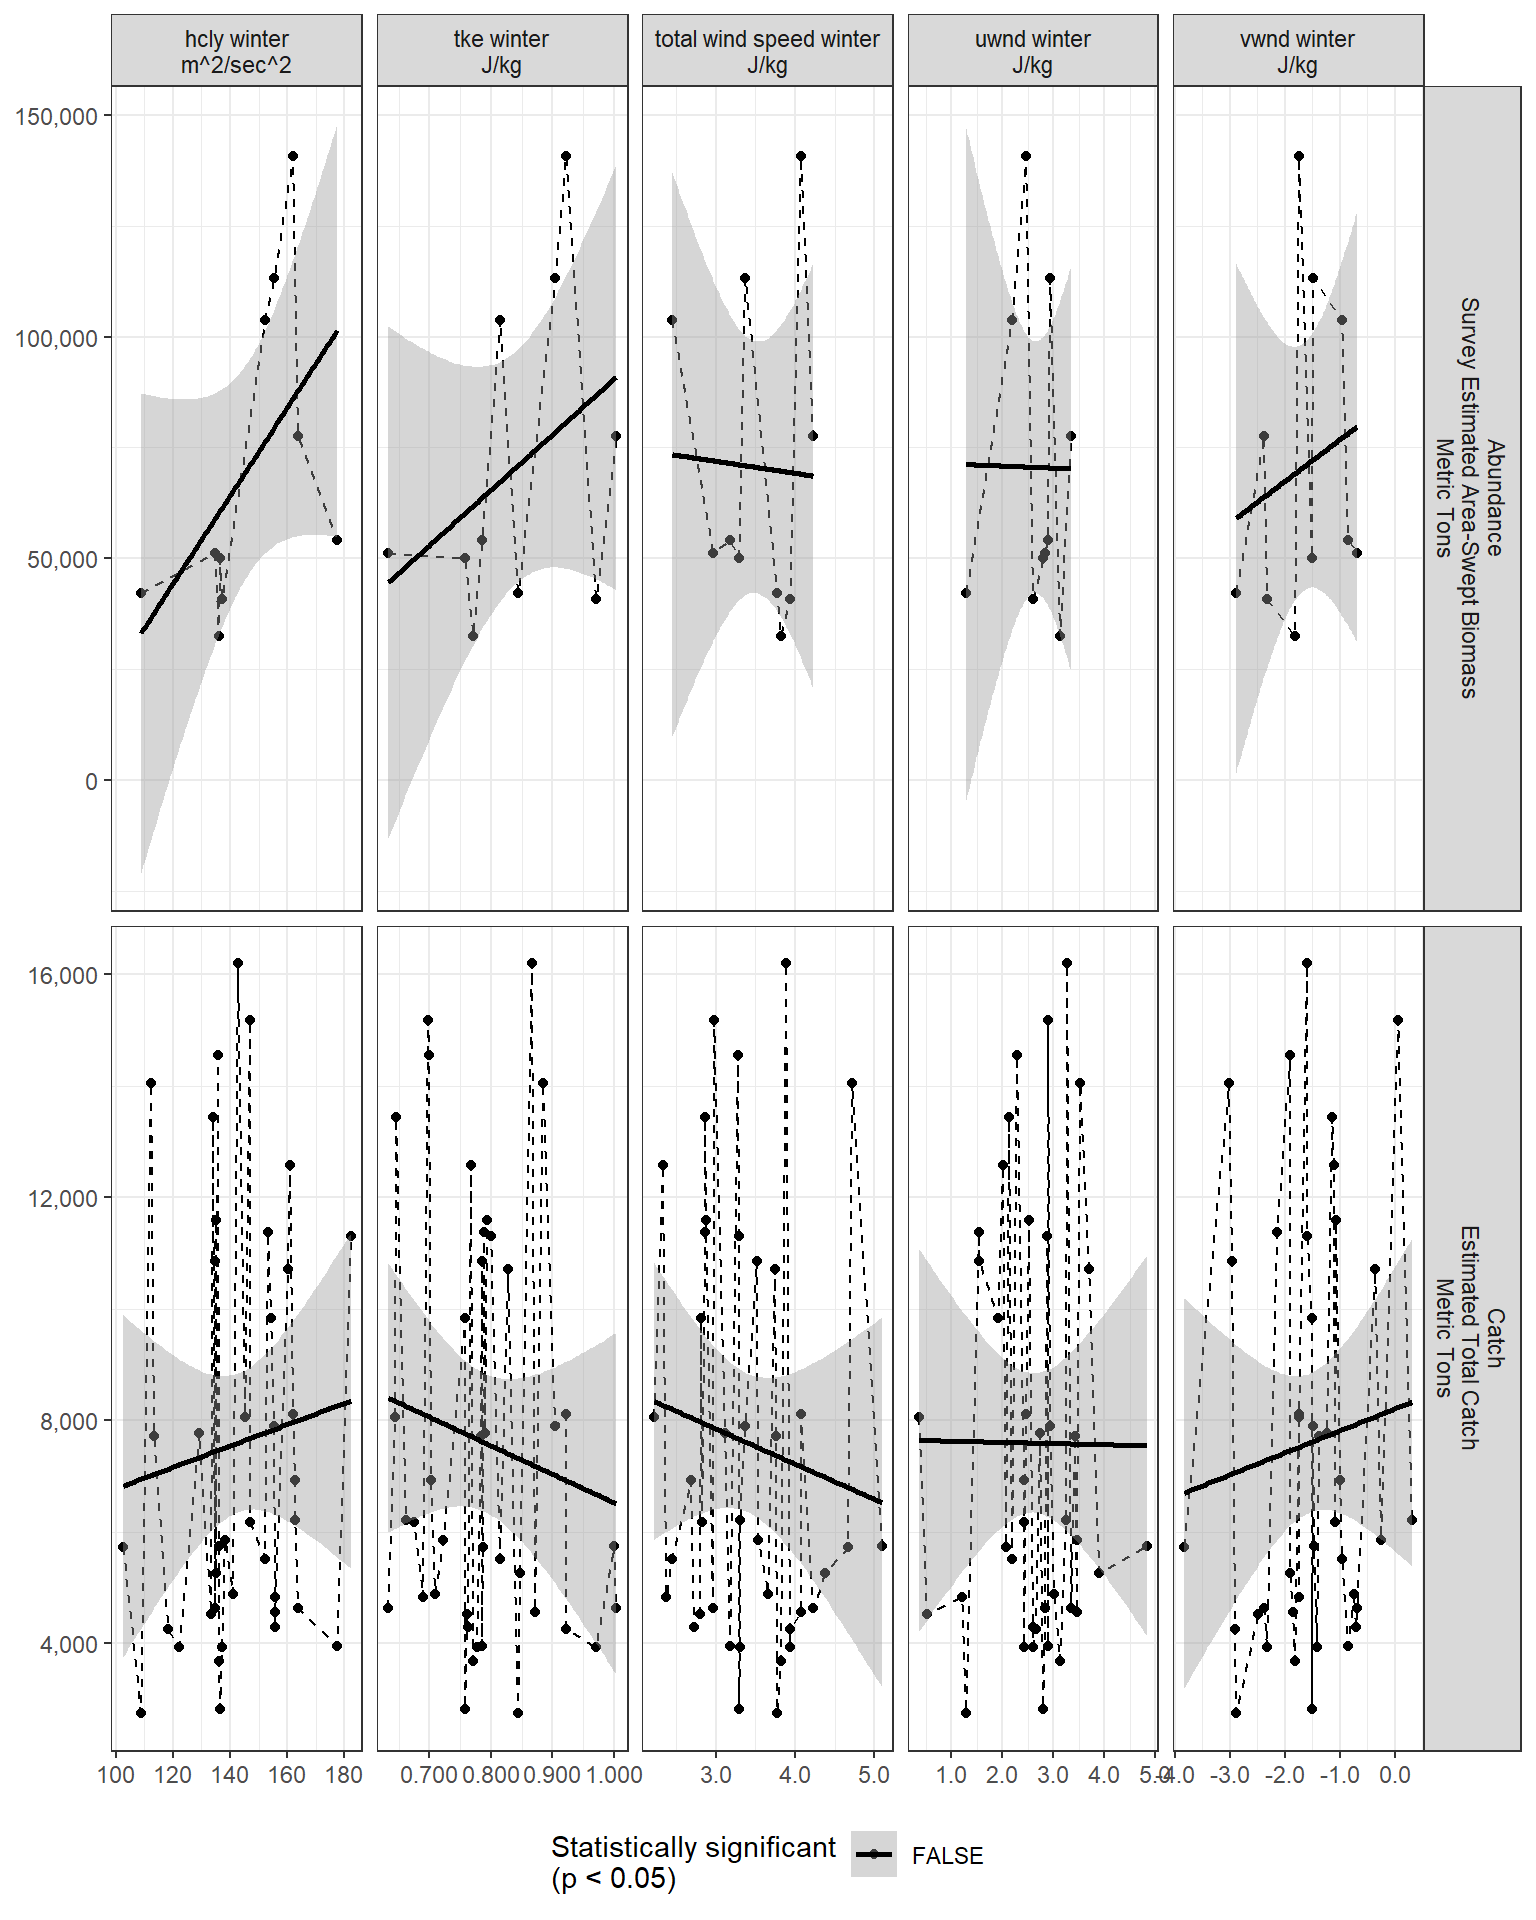 hcly winter
m^2/sec^2
tke winter
J/kg
total wind speed winter
J/kg
uwnd winter
J/kg
vwnd winter
J/kg
150,000
100,000
50,000
0
Abundance
Survey Estimated Area-Swept Biomass
Metric Tons
16,000
12,000
8,000
4,000
Catch
Estimated Total Catch
Metric Tons
100 120 140 160 180
0.700 0.800 0.900 1.000
3.0 4.0 5.0
1.0 2.0 3.0 4.0 5.0
-4.0 -3.0 -2.0 -1.0 0.0
Statistically significant
(p < 0.05)
FALSE